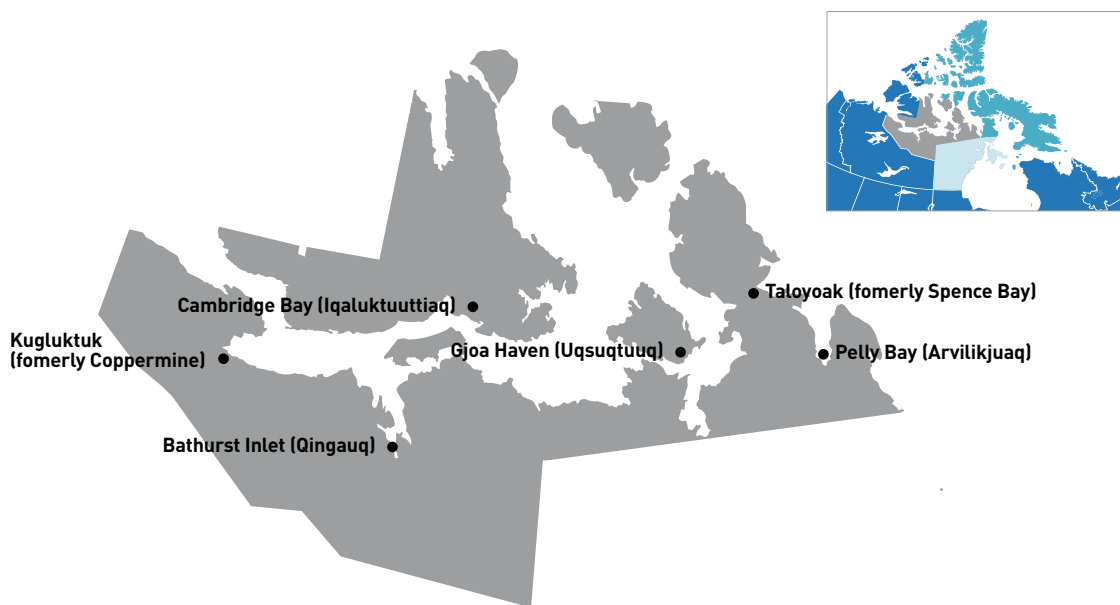 Cambridge Bay (Iqaluktuuttiaq)
Taloyoak (fomerly Spence Bay)
Kugluktuk
(fomerly Coppermine)
Gjoa Haven (Uqsuqtuuq)
Pelly Bay (Arvilikjuaq)
Bathurst Inlet (Qingauq)